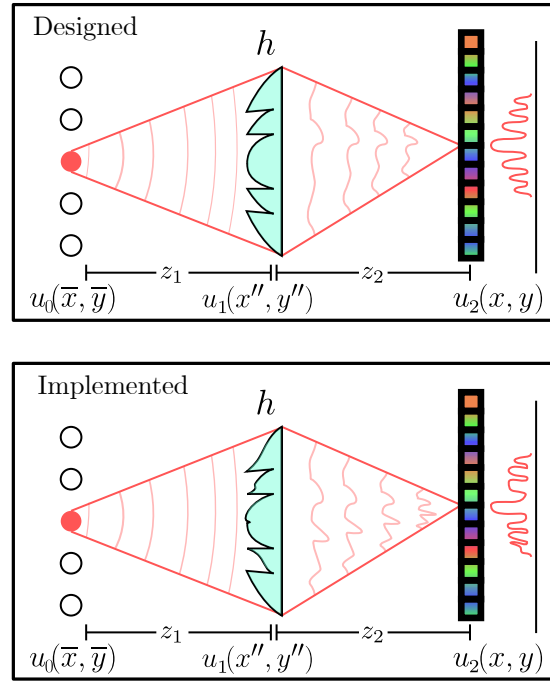 Designed
h
z₁ z₂
u₀(x̅, y̅) u₁(x″, y″) u₂(x, y)
Implemented
h
z₁ z₂
u₀(x̅, y̅) u₁(x″, y″) u₂(x, y)